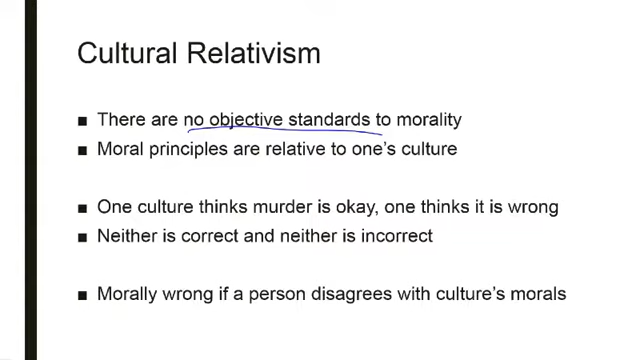 Cultural Relativism
■ There are no objective standards to morality
■ Moral principles are relative to one's culture
■ One culture thinks murder is okay, one thinks it is wrong
■ Neither is correct and neither is incorrect
■ Morally wrong if a person disagrees with culture's morals